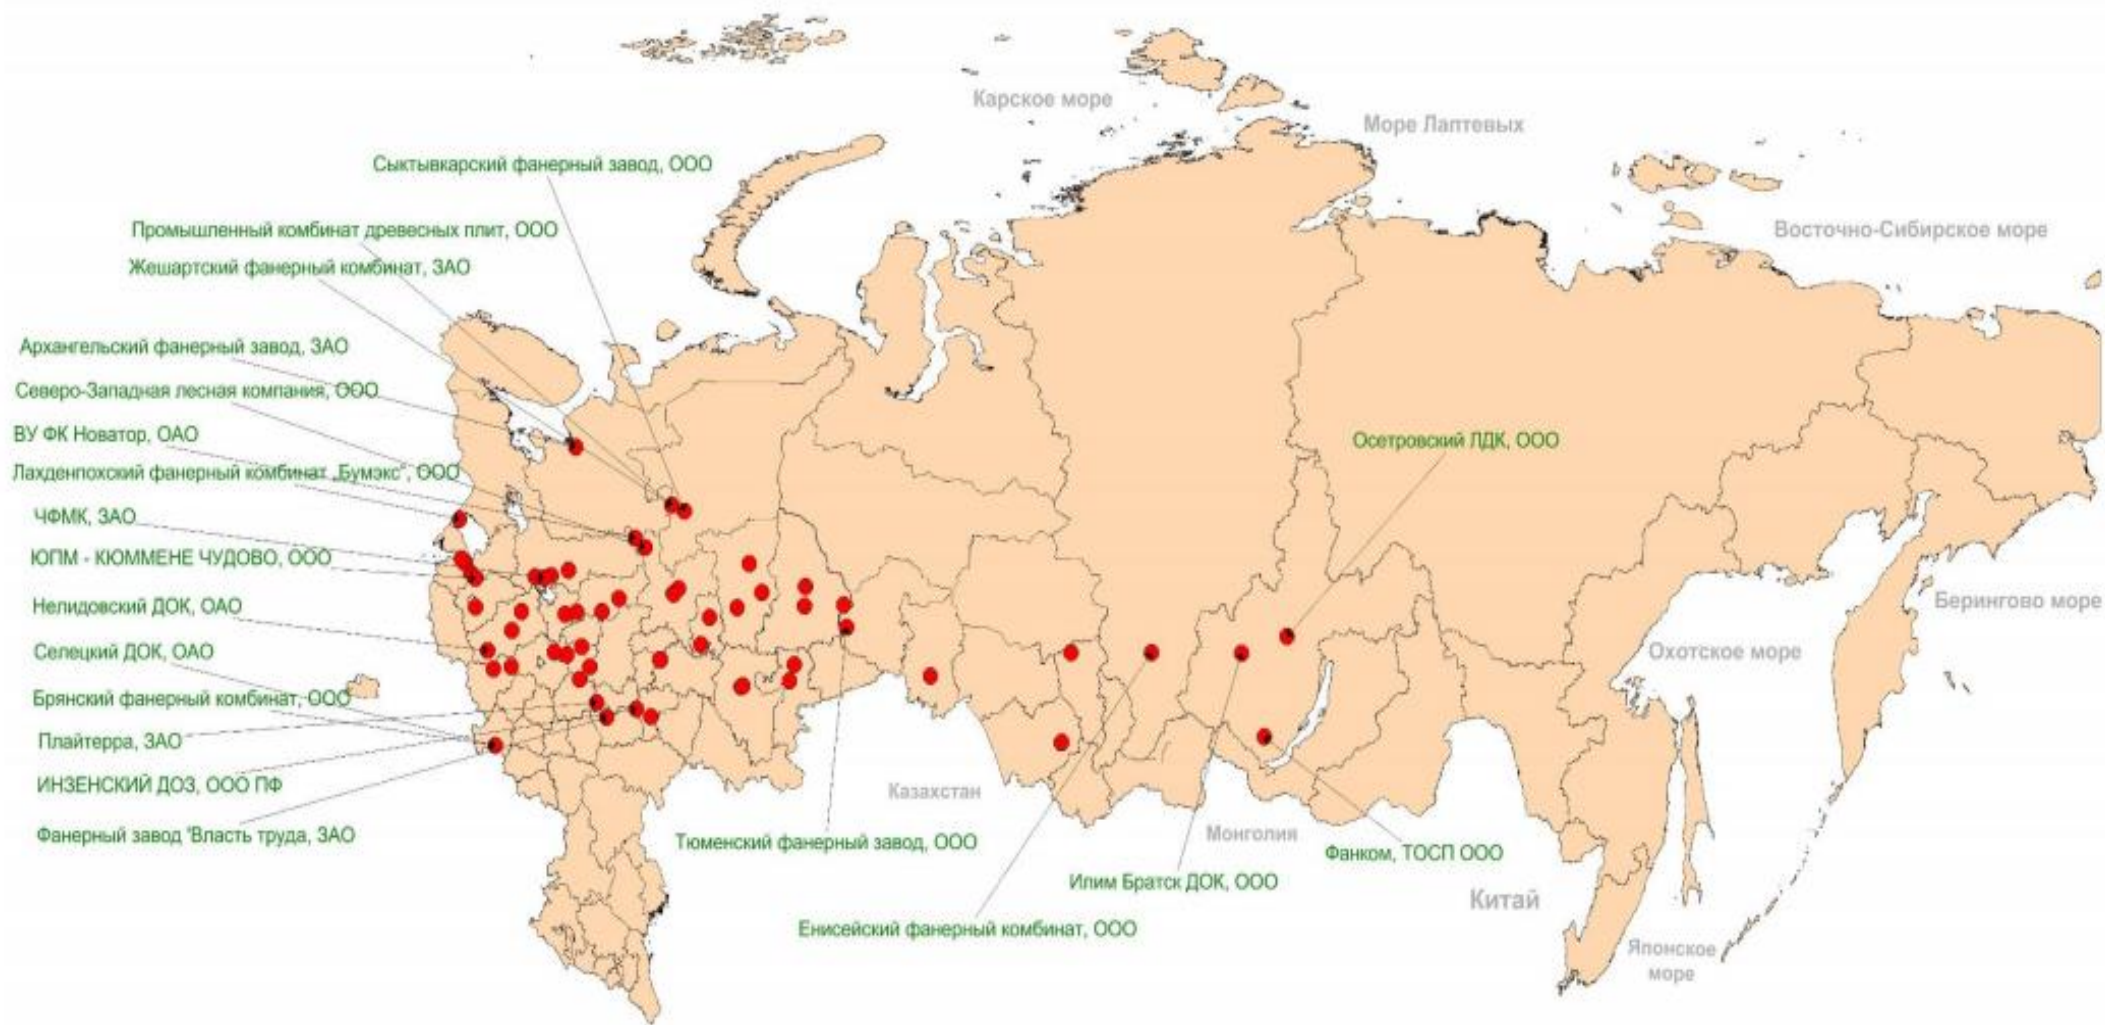 Карское море
Море Лаптевых
Сыктывкарский фанерный завод, ООО
Промышленный комбинат древесных плит, ООО
Восточно-Сибирское море
Жешартский фанерный комбинат, ЗАО
Архангельский фанерный завод, ЗАО
Северо-Западная лесная компания, ООО
ВУ ФК Новатор, ОАО
Осетровский ЛДК, ООО
Лахденпохский фанерный комбинат „Бумэкс“, ООО
ЧФМК, ЗАО
ЮПМ - КЮММЕНЕ ЧУДОВО, ООО
Нелидовский ДОК, ОАО
Берингово море
Селецкий ДОК, ОАО
Охотское море
Брянский фанерный комбинат, ООО
Плайтерра, ЗАО
ИНЗЕНСКИЙ ДОЗ, ООО ПФ
Казахстан
Фанерный завод "Власть труда, ЗАО
Монголия
Тюменский фанерный завод, ООО
Фанком, ТОСП ООО
Илим Братск ДОК, ООО
Китай
Енисейский фанерный комбинат, ООО
Японское
море